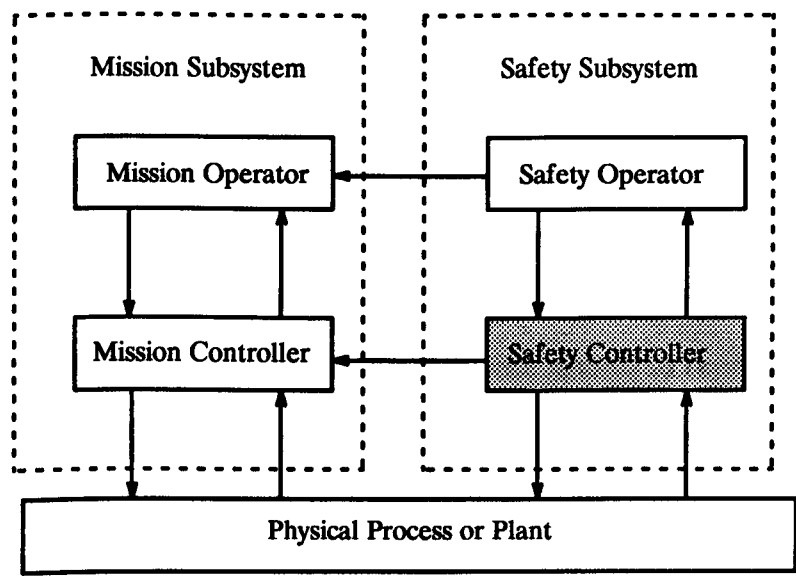 Mission Subsystem
Safety Subsystem
Mission Operator
Safety Operator
Mission Controller
Safety Controller
Physical Process or Plant